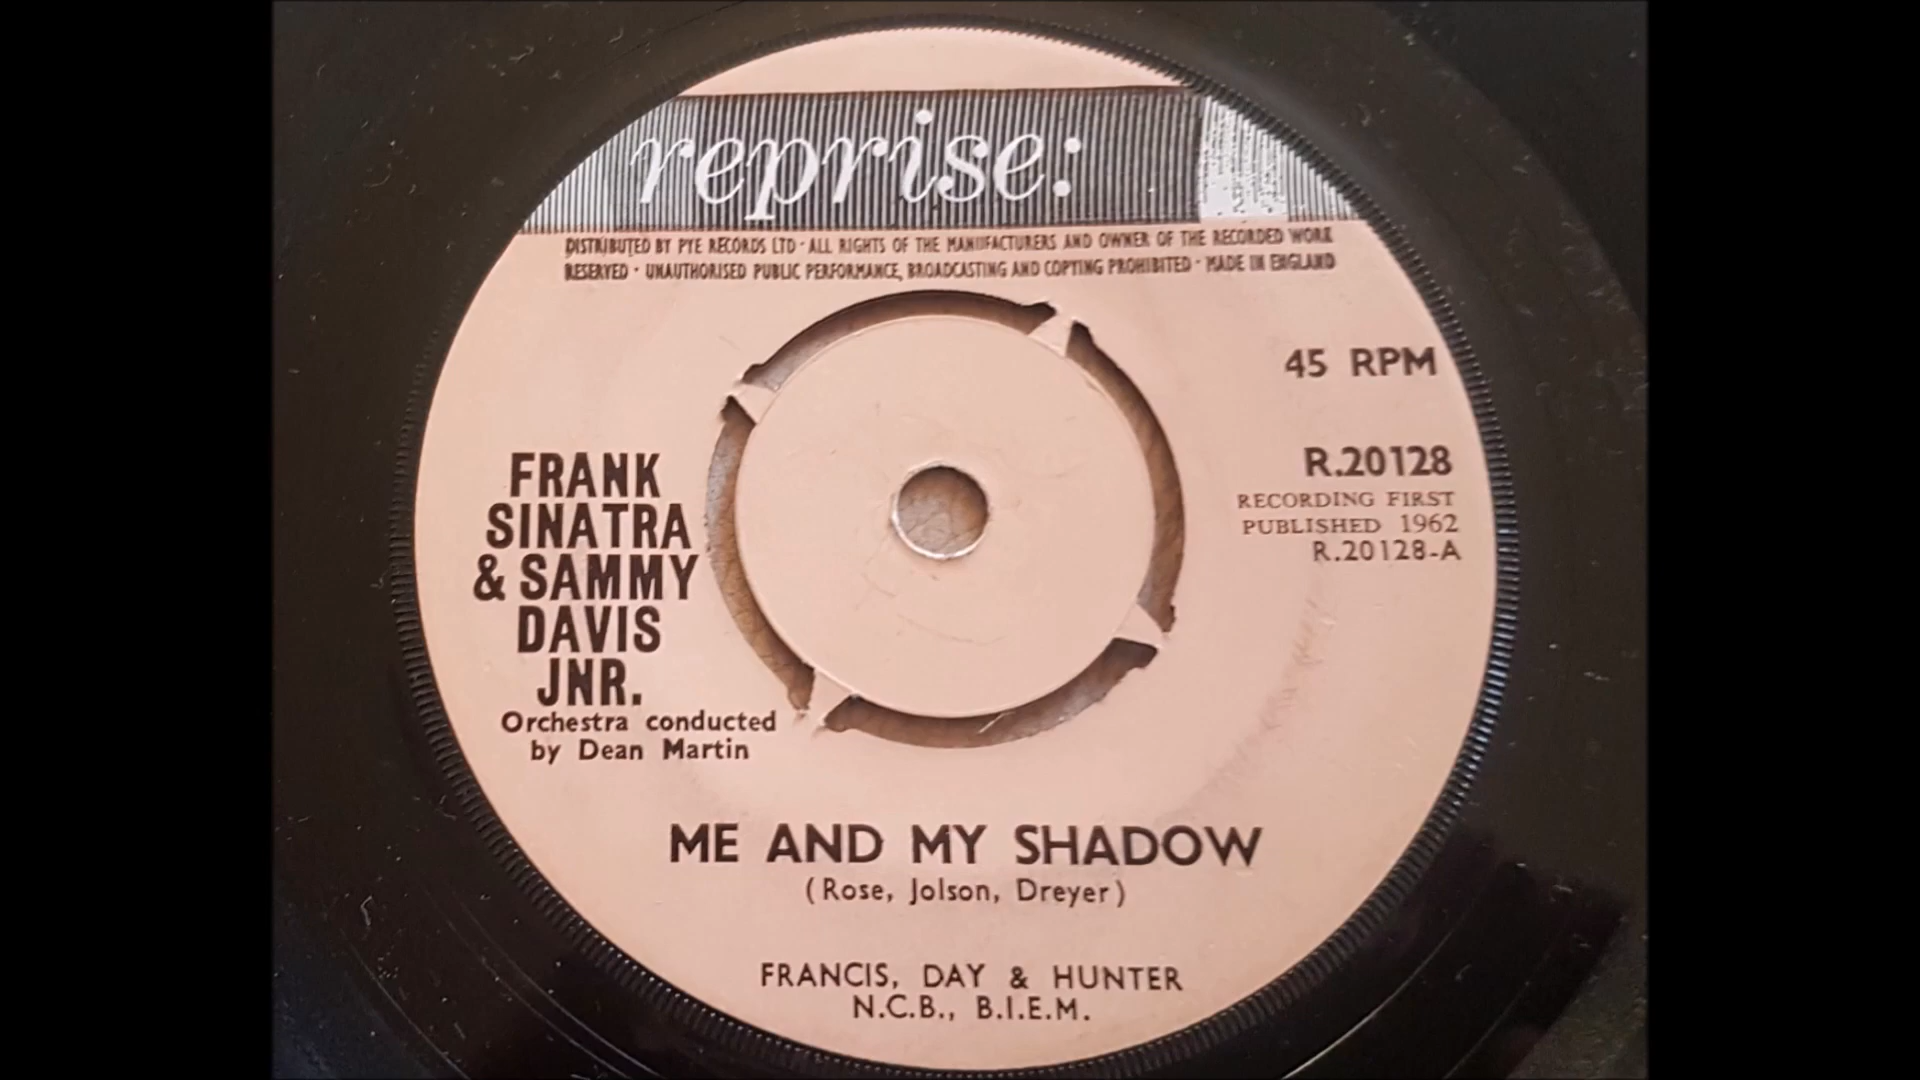 reprise:
DISTRIBUTED BY PYE RECORDS LTD · ALL RIGHTS OF THE MANUFACTURERS AND OWNER OF THE RECORDED WORK
RESERVED · UNAUTHORISED PUBLIC PERFORMANCE, BROADCASTING AND COPYING PROHIBITED · MADE IN ENGLAND
45 RPM
R.20128
RECORDING FIRST
PUBLISHED 1962
R.20128-A
FRANK
SINATRA
& SAMMY
DAVIS
JNR.
Orchestra conducted
by Dean Martin
ME AND MY SHADOW
(Rose, Jolson, Dreyer)
FRANCIS, DAY & HUNTER
N.C.B., B.I.E.M.